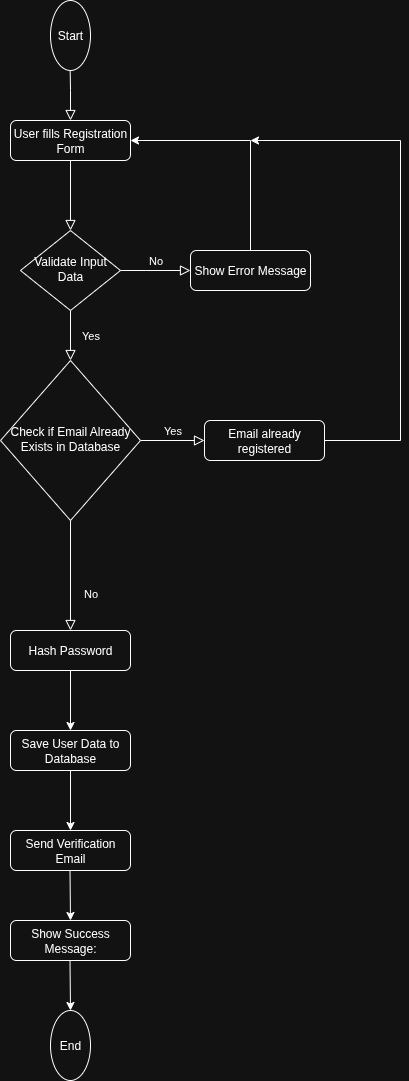 Start
User fills Registration
Form
Validate Input
Data
No
Show Error Message
Yes
Check if Email Already
Exists in Database
Yes
Email already
registered
No
Hash Password
Save User Data to
Database
Send Verification
Email
Show Success
Message:
End